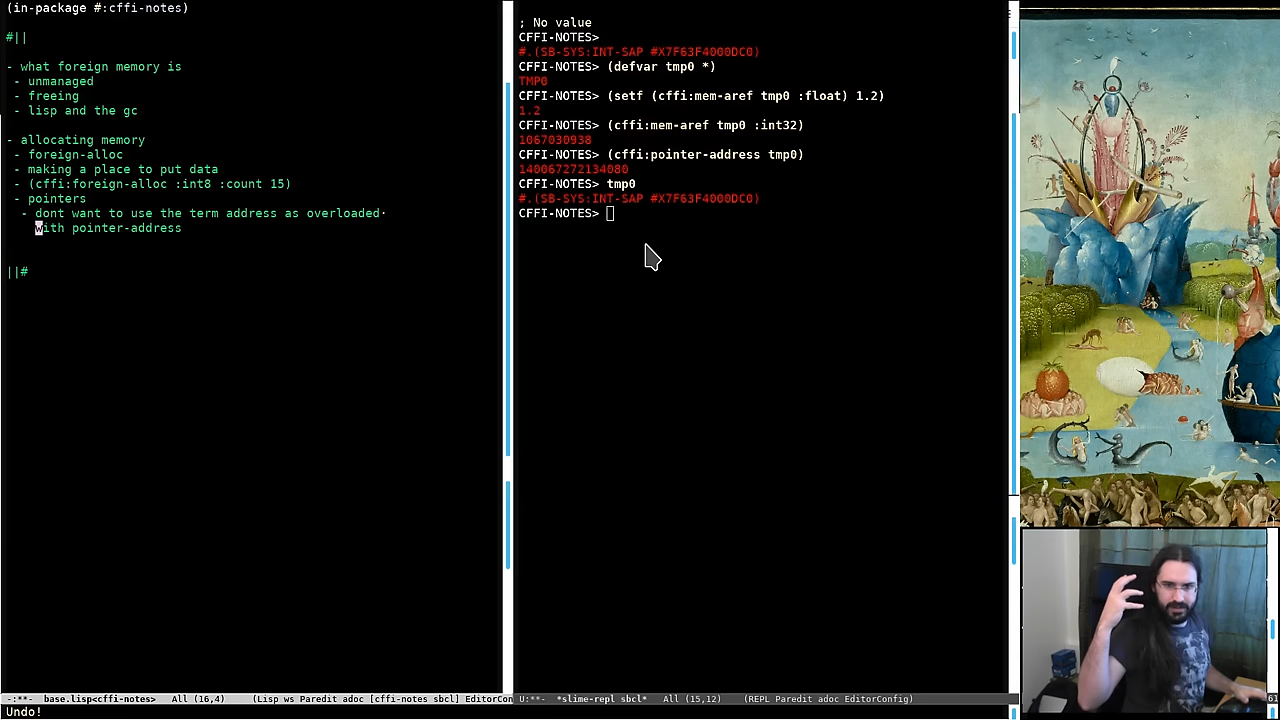 (in-package #:cffi-notes)
#||
- what foreign memory is
- unmanaged
- freeing
- lisp and the gc
- allocating memory
- foreign-alloc
- making a place to put data
- (cffi:foreign-alloc :int8 :count 15)
- pointers
- dont want to use the term address as overloaded·
with pointer-address
||#
-:**- base.lisp<cffi-notes> All (16,4) (Lisp ws Paredit adoc [cffi-notes sbcl] EditorCon
Undo!
; No value
CFFI-NOTES>
#.(SB-SYS:INT-SAP #X7F63F4000DC0)
CFFI-NOTES> (defvar tmp0 *)
TMP0
CFFI-NOTES> (setf (cffi:mem-aref tmp0 :float) 1.2)
1.2
CFFI-NOTES> (cffi:mem-aref tmp0 :int32)
1067030938
CFFI-NOTES> (cffi:pointer-address tmp0)
140067272134080
CFFI-NOTES> tmp0
#.(SB-SYS:INT-SAP #X7F63F4000DC0)
CFFI-NOTES>
U:**- *slime-repl sbcl* All (15,12) (REPL Paredit adoc EditorConfig)